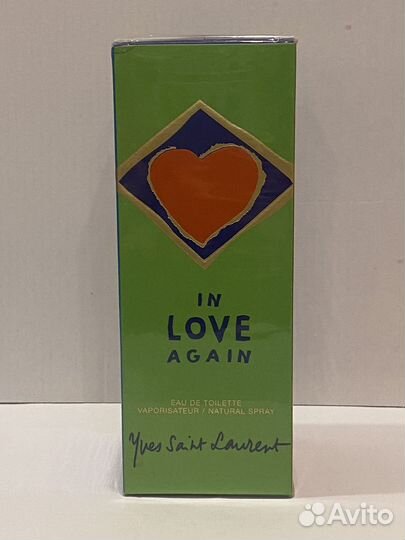 IN
LOVE
AGAIN
EAU DE TOILETTE
VAPORISATEUR / NATURAL SPRAY
Yves Saint Laurent
Avito